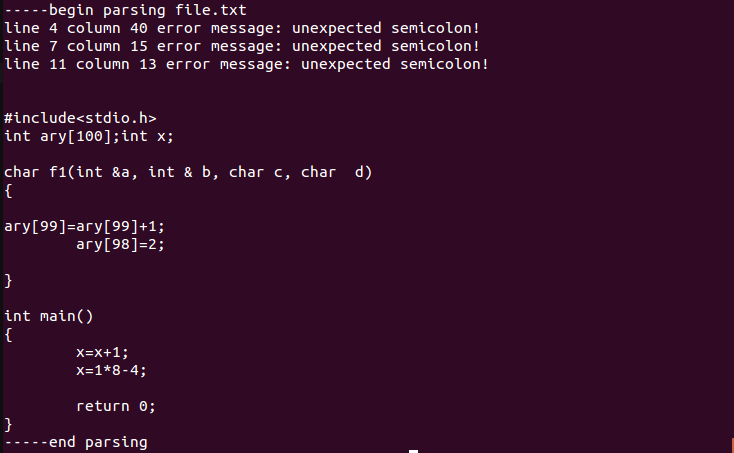 -----begin parsing file.txt
line 4 column 40 error message: unexpected semicolon!
line 7 column 15 error message: unexpected semicolon!
line 11 column 13 error message: unexpected semicolon!
#include<stdio.h>
int ary[100];int x;
char f1(int &a, int & b, char c, char  d)
{
ary[99]=ary[99]+1;
        ary[98]=2;
}
int main()
{
        x=x+1;
        x=1*8-4;
        return 0;
}
-----end parsing